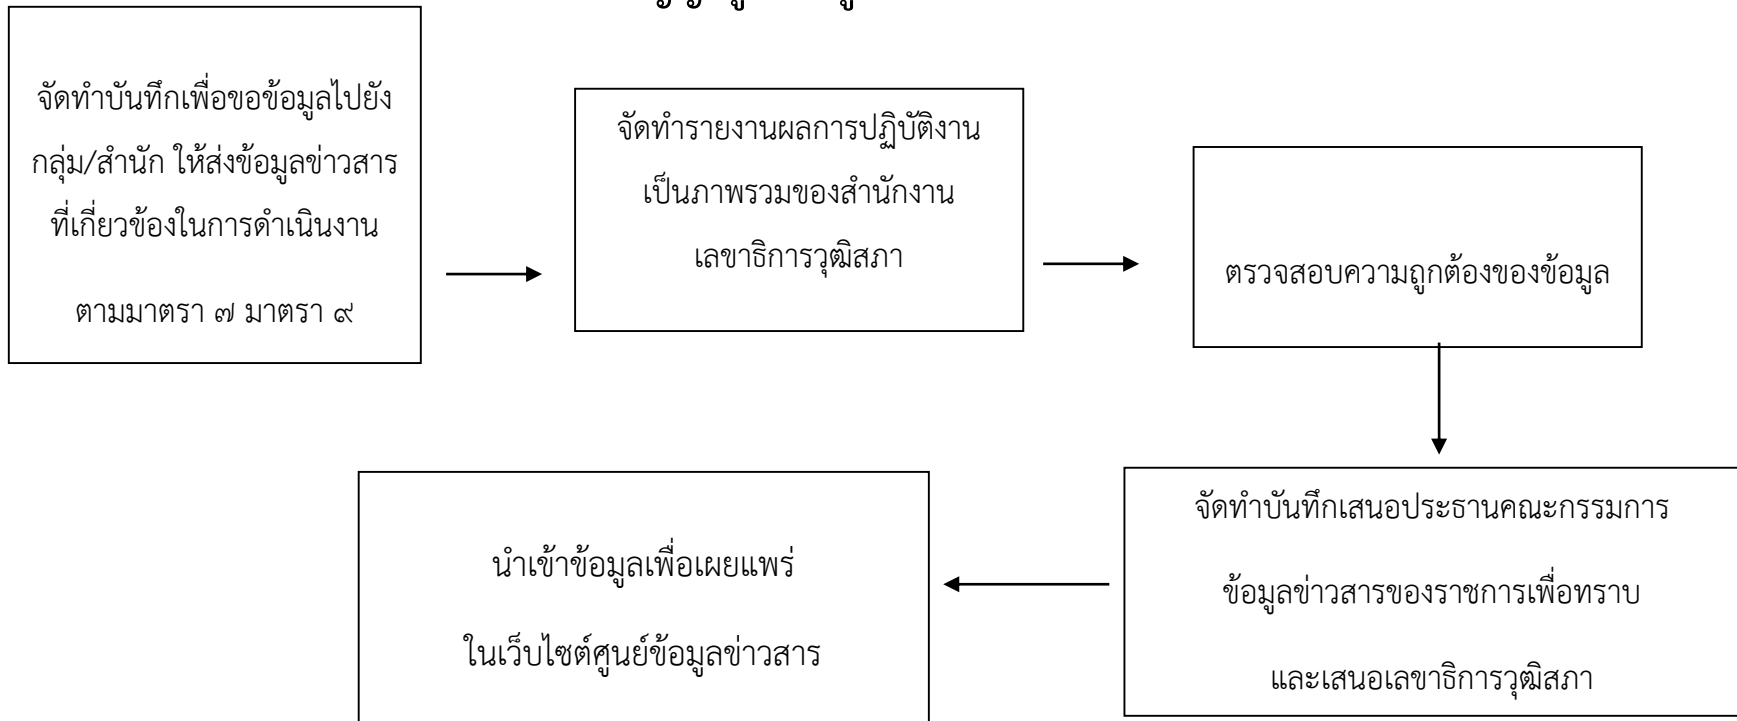 จัดทำบันทึกเพื่อขอข้อมูลไปยัง
กลุ่ม/สำนัก ให้ส่งข้อมูลข่าวสาร
ที่เกี่ยวข้องในการดำเนินงาน
ตามมาตรา ๗ มาตรา ๙
จัดทำรายงานผลการปฏิบัติงาน
เป็นภาพรวมของสำนักงาน
เลขาธิการวุฒิสภา
ตรวจสอบความถูกต้องของข้อมูล
จัดทำบันทึกเสนอประธานคณะกรรมการ
ข้อมูลข่าวสารของราชการเพื่อทราบ
และเสนอเลขาธิการวุฒิสภา
นำเข้าข้อมูลเพื่อเผยแพร่
ในเว็บไซต์ศูนย์ข้อมูลข่าวสาร